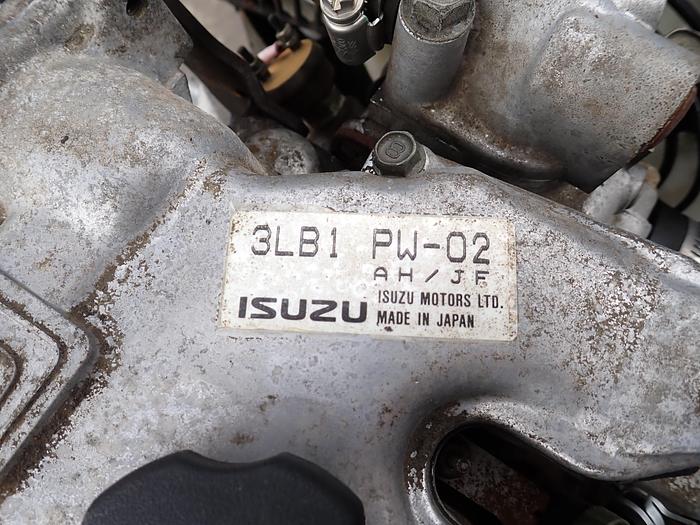 3LB1 PW-02
AH/JF
ISUZU
ISUZU MOTORS LTD.
MADE IN JAPAN